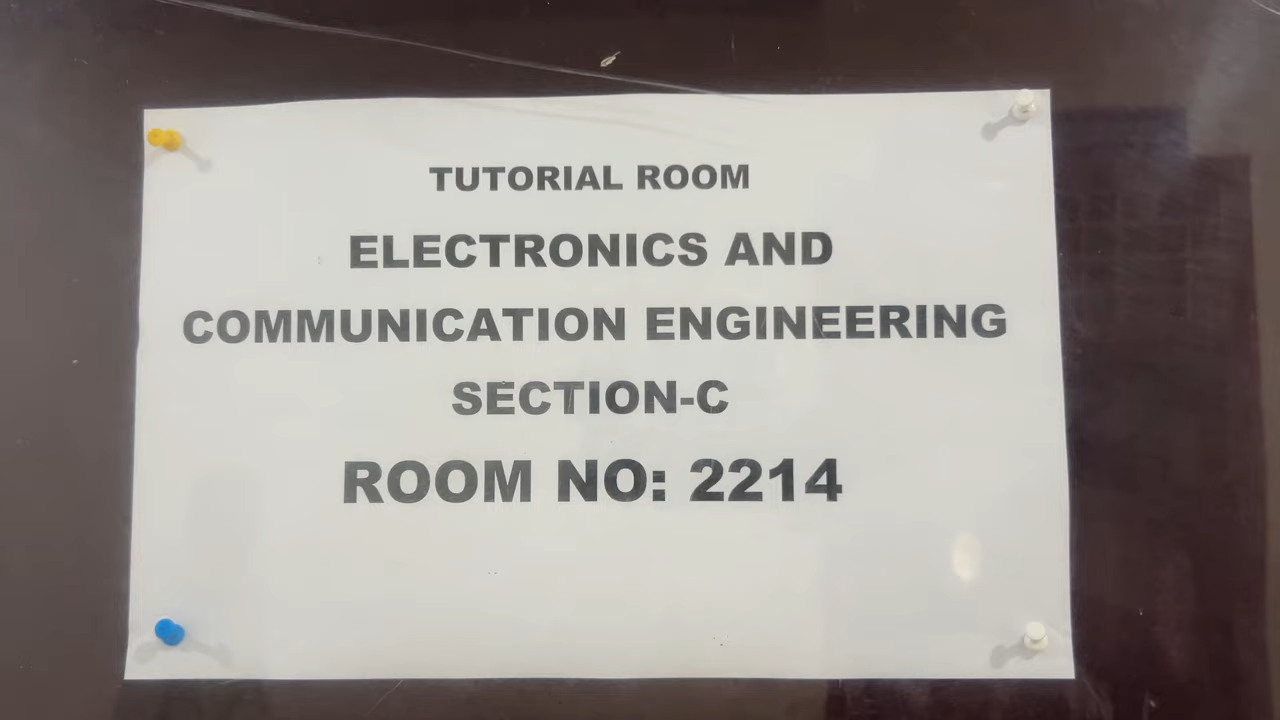 TUTORIAL ROOM
ELECTRONICS AND
COMMUNICATION ENGINEERING
SECTION-C
ROOM NO: 2214